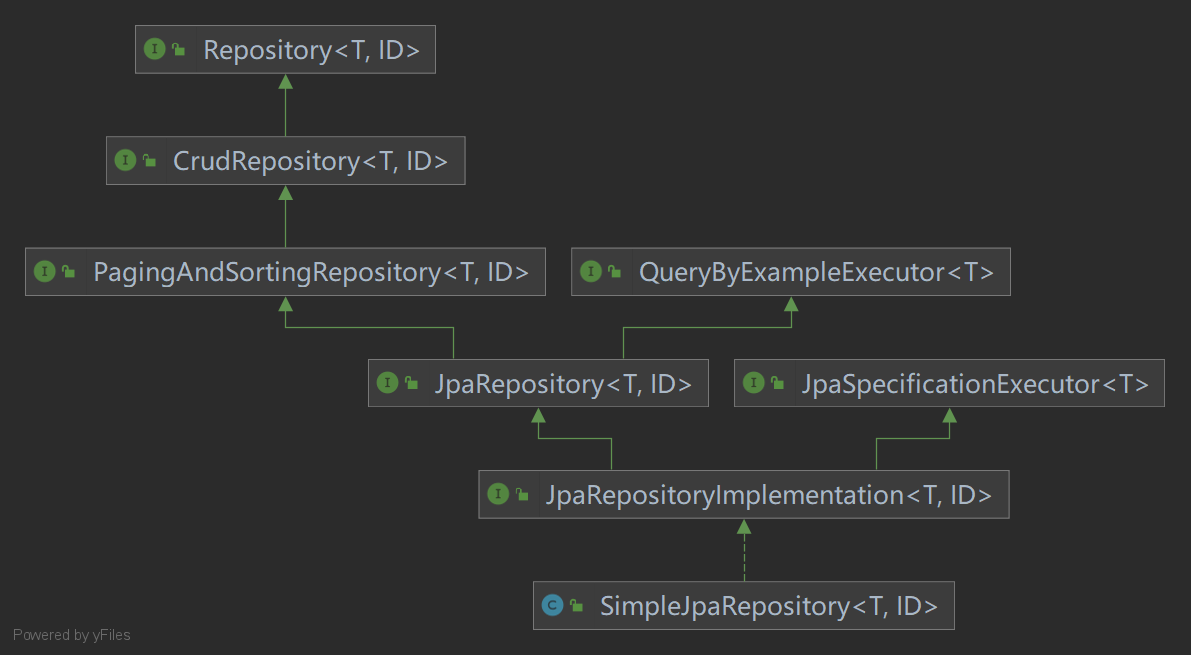 I Repository<T, ID>
I CrudRepository<T, ID>
I PagingAndSortingRepository<T, ID>
I QueryByExampleExecutor<T>
I JpaRepository<T, ID>
I JpaSpecificationExecutor<T>
I JpaRepositoryImplementation<T, ID>
C SimpleJpaRepository<T, ID>
Powered by yFiles